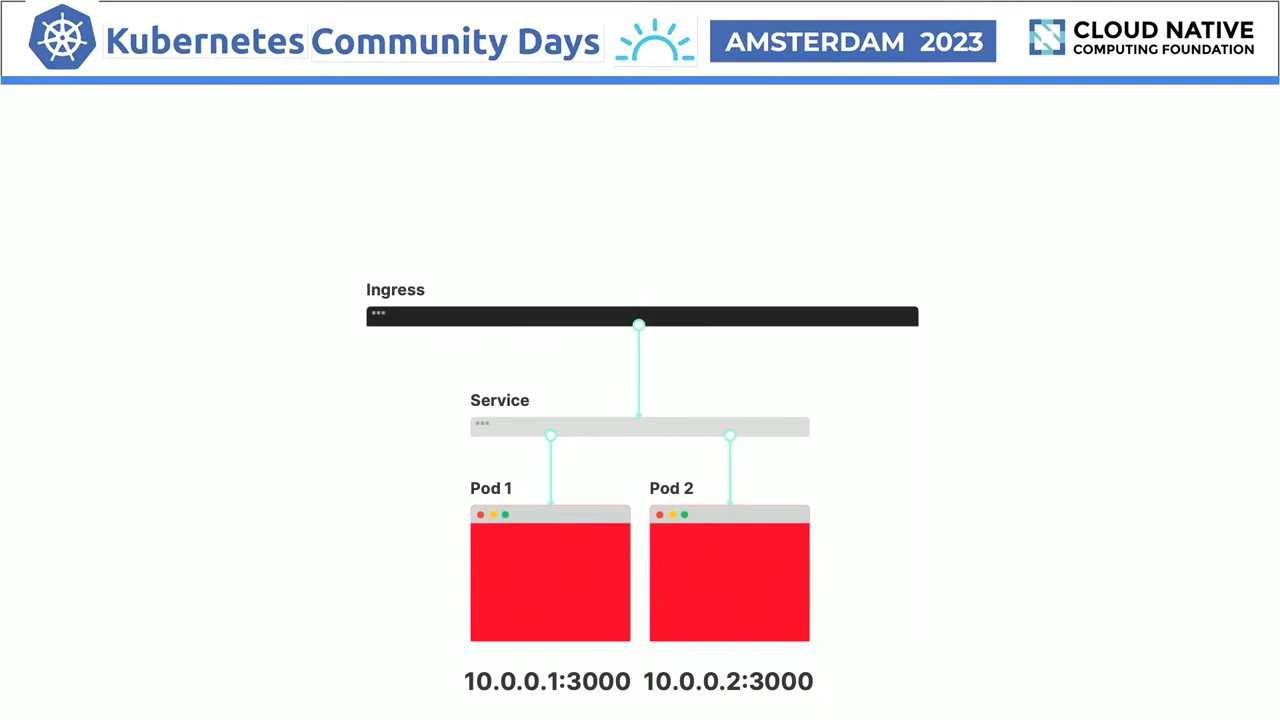 Kubernetes Community Days AMSTERDAM 2023 CLOUD NATIVE
COMPUTING FOUNDATION
Ingress
Service
Pod 1 Pod 2
10.0.0.1:3000 10.0.0.2:3000